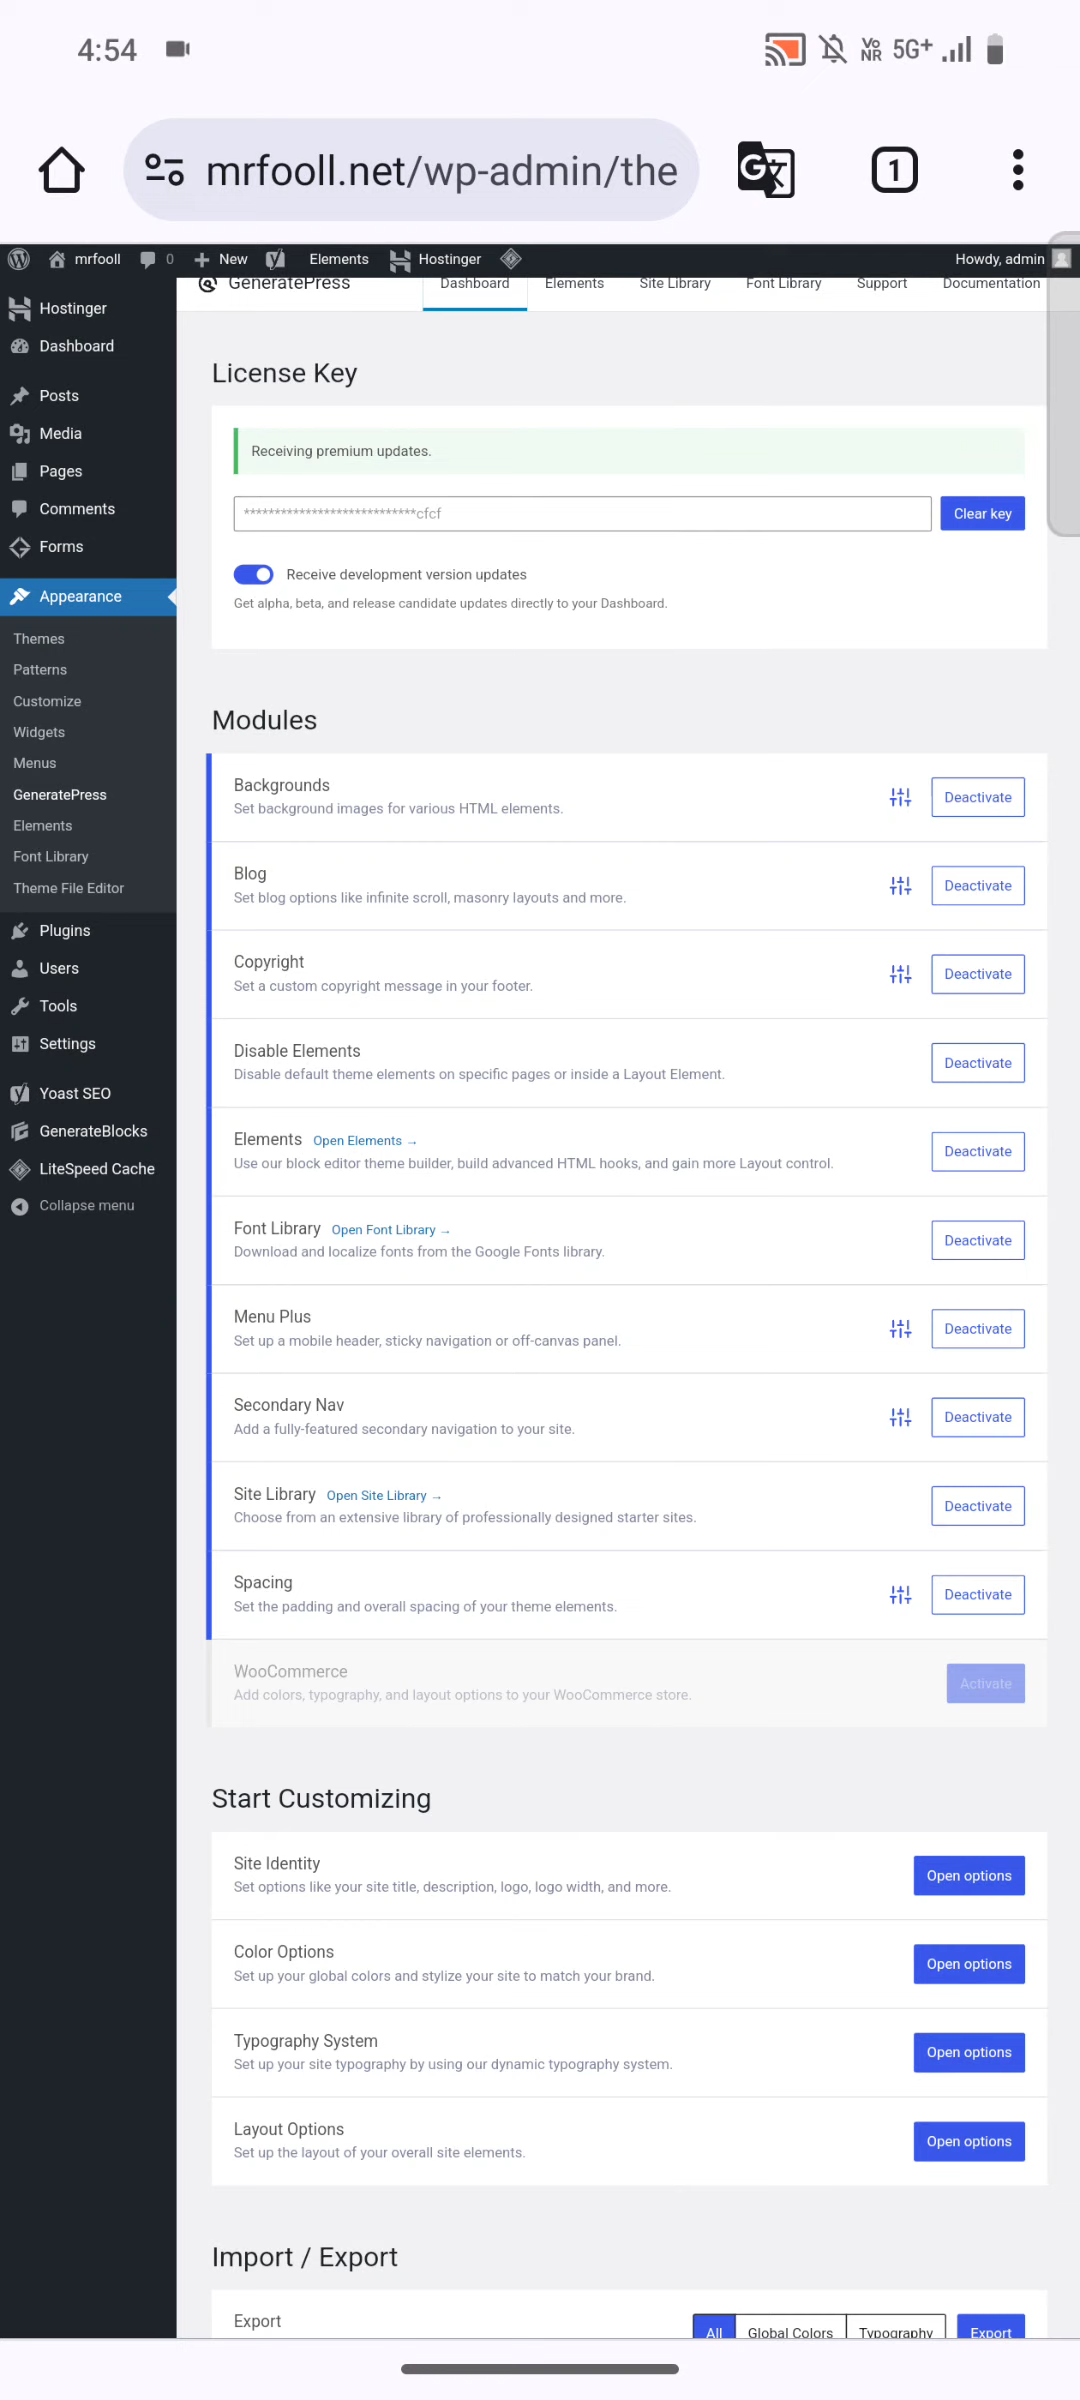 4:54
Vo NR 5G+
mrfooll.net/wp-admin/the
1
mrfooll 0 New Elements Hostinger Howdy, admin
GeneratePress Dashboard Elements Site Library Font Library Support Documentation
Hostinger
Dashboard
Posts
Media
Pages
Comments
Forms
Appearance
Themes
Patterns
Customize
Widgets
Menus
GeneratePress
Elements
Font Library
Theme File Editor
Plugins
Users
Tools
Settings
Yoast SEO
GenerateBlocks
LiteSpeed Cache
Collapse menu
License Key
Receiving premium updates.
****************************cfcf Clear key
Receive development version updates
Get alpha, beta, and release candidate updates directly to your Dashboard.
Modules
Backgrounds
Set background images for various HTML elements.
Deactivate
Blog
Set blog options like infinite scroll, masonry layouts and more.
Deactivate
Copyright
Set a custom copyright message in your footer.
Deactivate
Disable Elements
Disable default theme elements on specific pages or inside a Layout Element.
Deactivate
Elements Open Elements →
Use our block editor theme builder, build advanced HTML hooks, and gain more Layout control.
Deactivate
Font Library Open Font Library →
Download and localize fonts from the Google Fonts library.
Deactivate
Menu Plus
Set up a mobile header, sticky navigation or off-canvas panel.
Deactivate
Secondary Nav
Add a fully-featured secondary navigation to your site.
Deactivate
Site Library Open Site Library →
Choose from an extensive library of professionally designed starter sites.
Deactivate
Spacing
Set the padding and overall spacing of your theme elements.
Deactivate
WooCommerce
Add colors, typography, and layout options to your WooCommerce store.
Activate
Start Customizing
Site Identity
Set options like your site title, description, logo, logo width, and more.
Open options
Color Options
Set up your global colors and stylize your site to match your brand.
Open options
Typography System
Set up your site typography by using our dynamic typography system.
Open options
Layout Options
Set up the layout of your overall site elements.
Open options
Import / Export
Export All Global Colors Typography Export